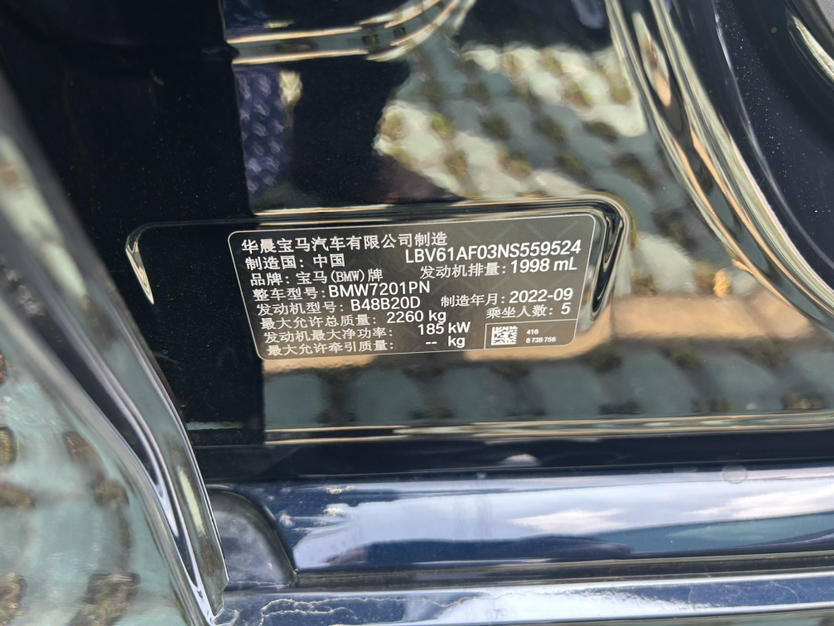 华晨宝马汽车有限公司制造
制造国：中国 LBV61AF03NS559524
品牌：宝马(BMW)牌 发动机排量：1998 mL
整车型号：BMW7201PN
发动机型号：B48B20D 制造年月：2022-09
最大允许总质量： 2260 kg 乘坐人数：5
发动机最大净功率： 185 kW
最大允许牵引质量： -- kg
416
6 738 756